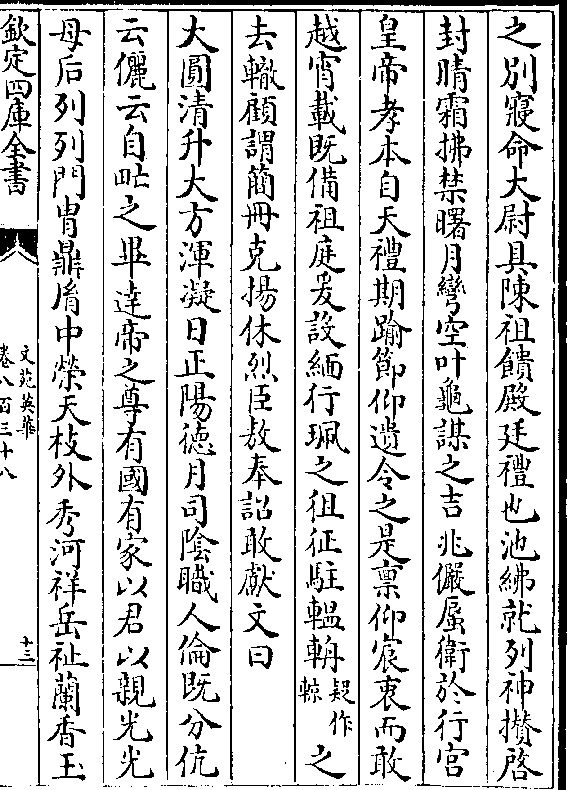 之別寢命大尉具陳祖饋殿廷禮也池紼就列神攅啓
封晴霜拂禁曙月彎空叶龜謀之吉兆儼蜃衛於行宮
皇帝孝本自天禮期踰節仰遺令之是禀仰宸衷而敢
越宵載既備祖庭爰設緬行珮之徂征駐轀輬疑作輬之
去轍顧謂簡冊克揚休烈臣敖奉詔敢獻文曰
大圓清升大方渾凝日正陽德月司陰職人倫既分伉
云儷云自甿之畢達帝之尊有國有家以君以親光光
母后列列門胄鼎胤中榮天枝外秀河祥岳祉蘭香玉
欽定四庫全書
文苑英華
卷八百三十八
十三